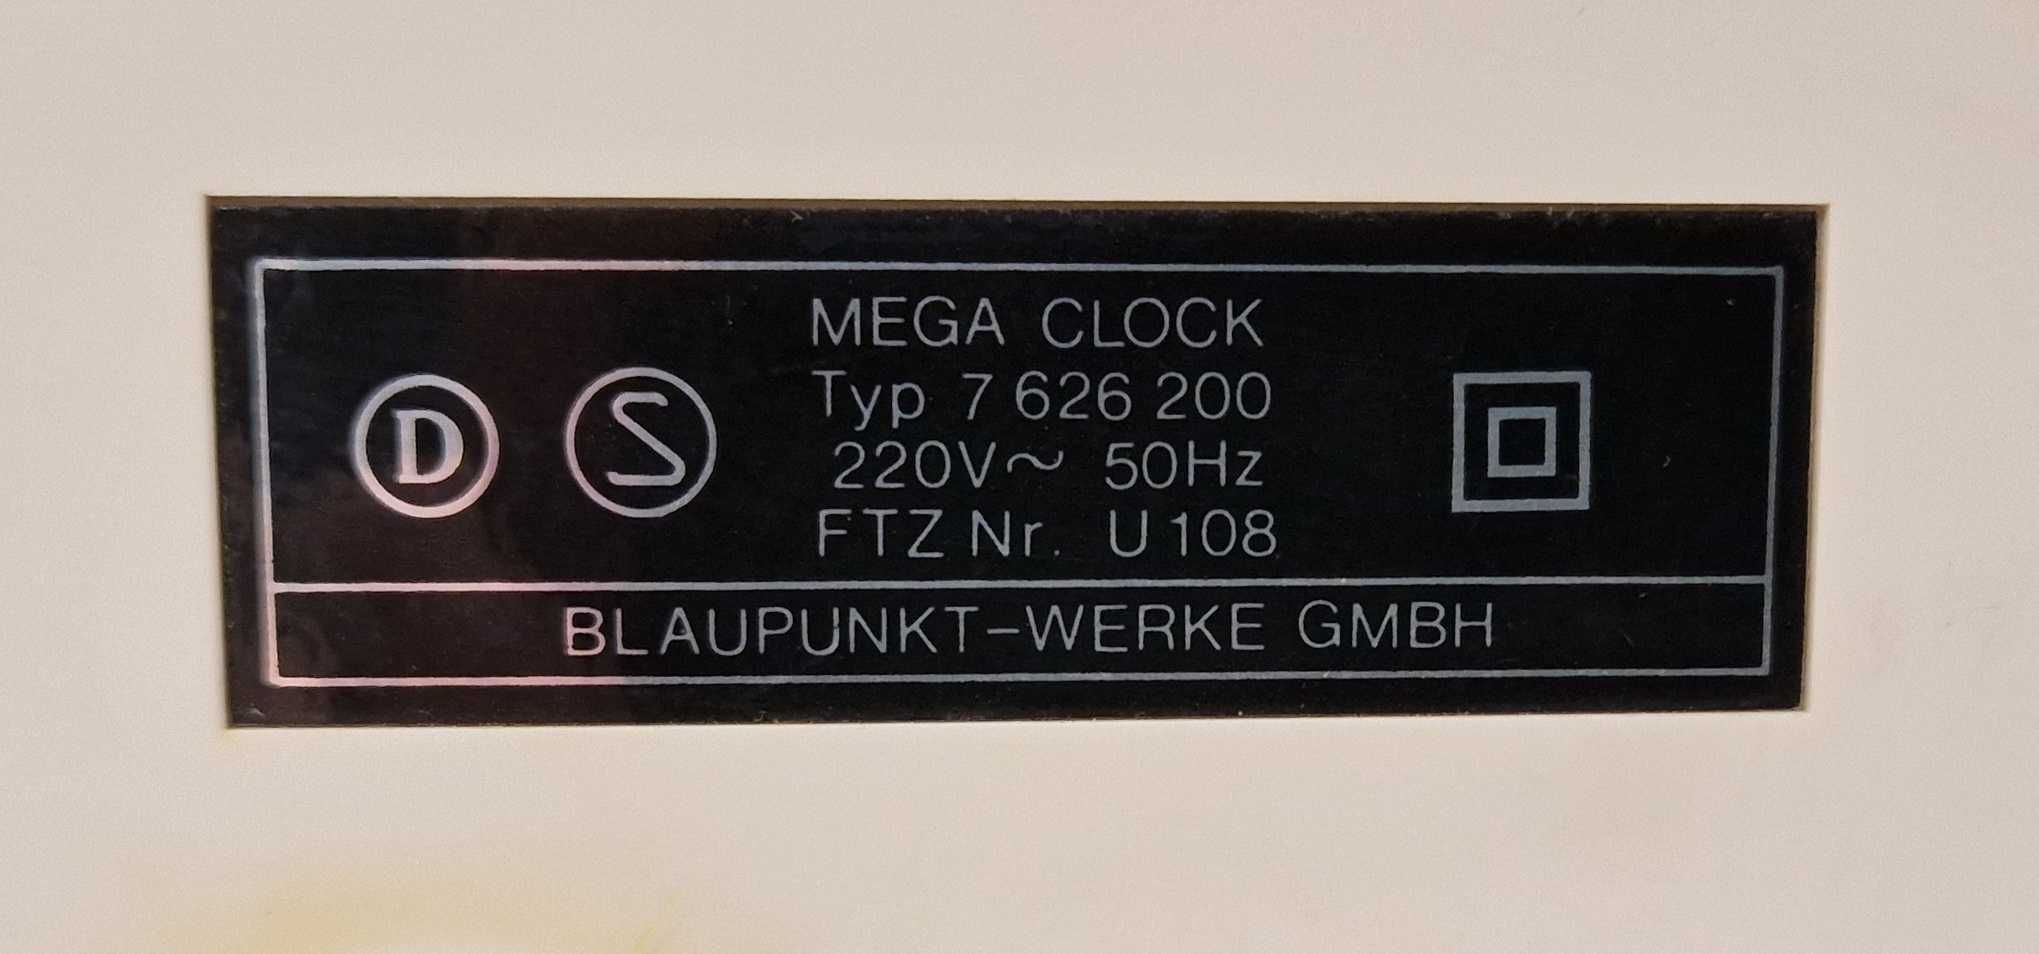 MEGA CLOCK
Typ 7 626 200
220V~ 50Hz
FTZ Nr. U 108
D S
BLAUPUNKT-WERKE GMBH